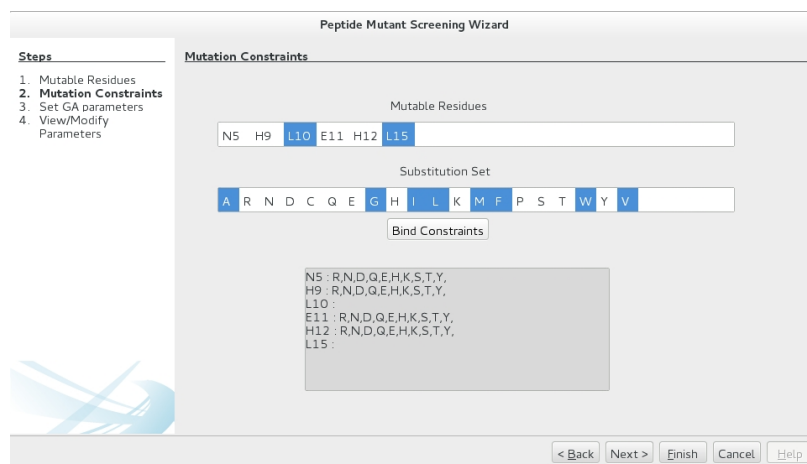 Peptide Mutant Screening Wizard
Steps
1. Mutable Residues
2. Mutation Constraints
3. Set GA parameters
4. View/Modify
Parameters
Mutation Constraints
Mutable Residues
N5 H9 L10 E11 H12 L15
Substitution Set
A R N D C Q E G H I L K M F P S T W Y V
Bind Constraints
N5 : R,N,D,Q,E,H,K,S,T,Y,
H9 : R,N,D,Q,E,H,K,S,T,Y,
L10 :
E11 : R,N,D,Q,E,H,K,S,T,Y,
H12 : R,N,D,Q,E,H,K,S,T,Y,
L15 :
< Back Next > Finish Cancel Help